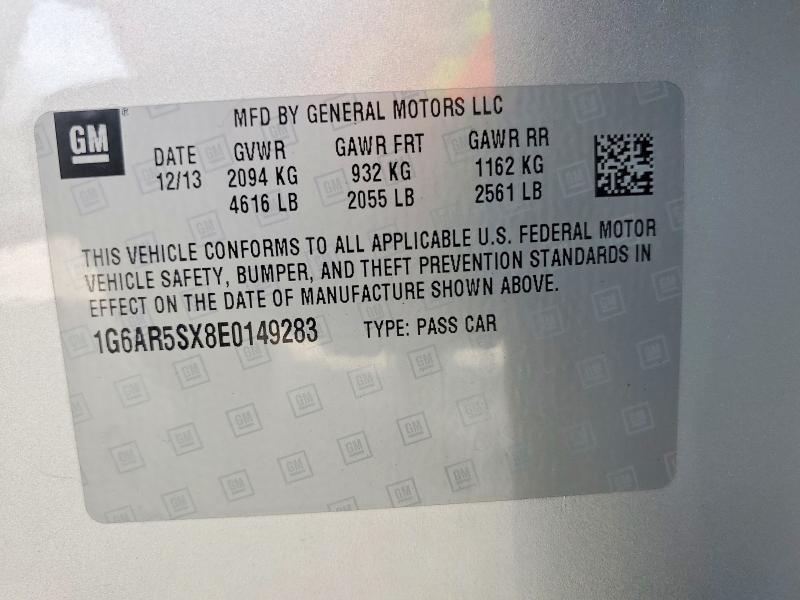 GM
MFD BY GENERAL MOTORS LLC
DATE GVWR GAWR FRT GAWR RR
12/13 2094 KG 932 KG 1162 KG
4616 LB 2055 LB 2561 LB
THIS VEHICLE CONFORMS TO ALL APPLICABLE U.S. FEDERAL MOTOR
VEHICLE SAFETY, BUMPER, AND THEFT PREVENTION STANDARDS IN
EFFECT ON THE DATE OF MANUFACTURE SHOWN ABOVE.
1G6AR5SX8E0149283 TYPE: PASS CAR